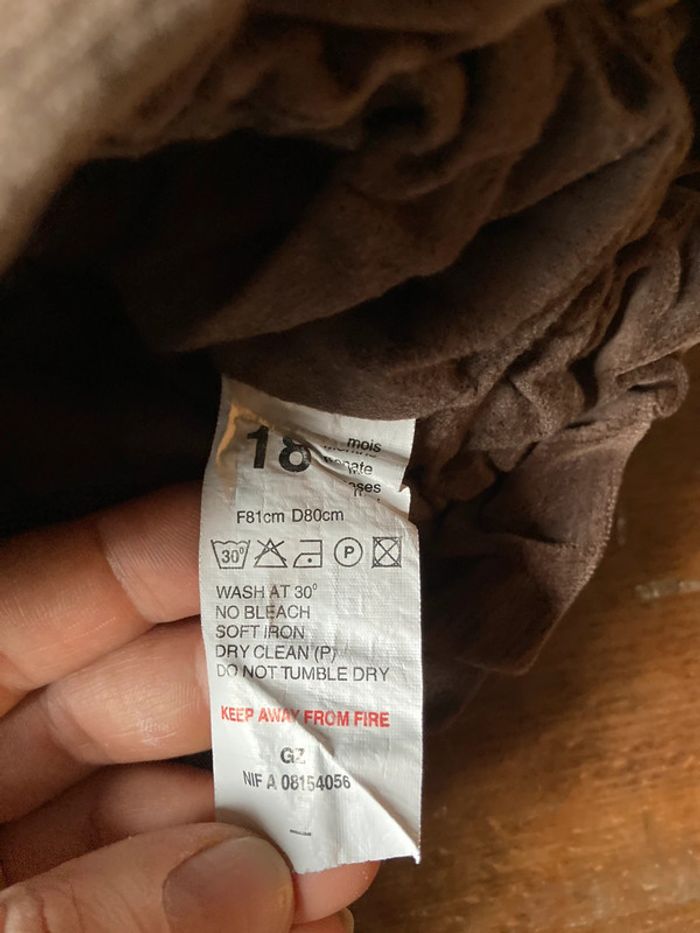 18 mois
F81cm D80cm
30° P
WASH AT 30°
NO BLEACH
SOFT IRON
DRY CLEAN (P)
DO NOT TUMBLE DRY
KEEP AWAY FROM FIRE
GZ
NIF A 08154056